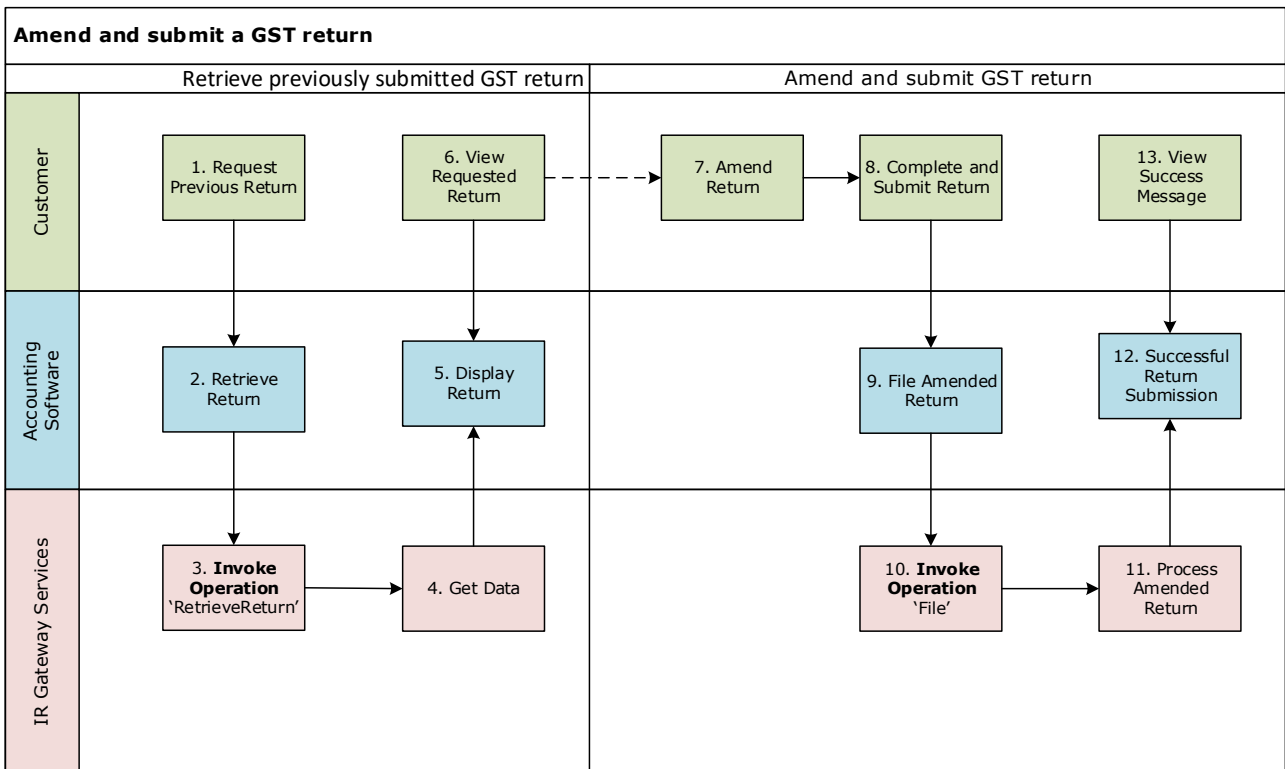 Amend and submit a GST return
Retrieve previously submitted GST return
Amend and submit GST return
Customer
1. Request
Previous Return
6. View
Requested
Return
7. Amend
Return
8. Complete and
Submit Return
13. View
Success
Message
Accounting
Software
2. Retrieve
Return
5. Display
Return
9. File Amended
Return
12. Successful
Return
Submission
IR Gateway Services
3. Invoke
Operation
‘RetrieveReturn’
4. Get Data
10. Invoke
Operation
‘File’
11. Process
Amended
Return